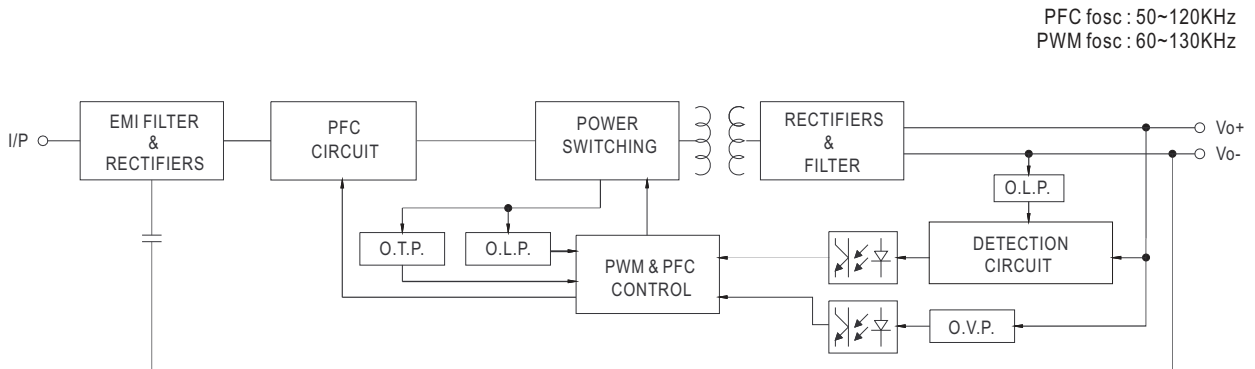 PFC fosc : 50~120KHz
PWM fosc : 60~130KHz
I/P
EMI FILTER
&
RECTIFIERS
PFC
CIRCUIT
POWER
SWITCHING
RECTIFIERS
&
FILTER
Vo+
Vo-
O.L.P.
O.T.P.
O.L.P.
PWM & PFC
CONTROL
DETECTION
CIRCUIT
O.V.P.